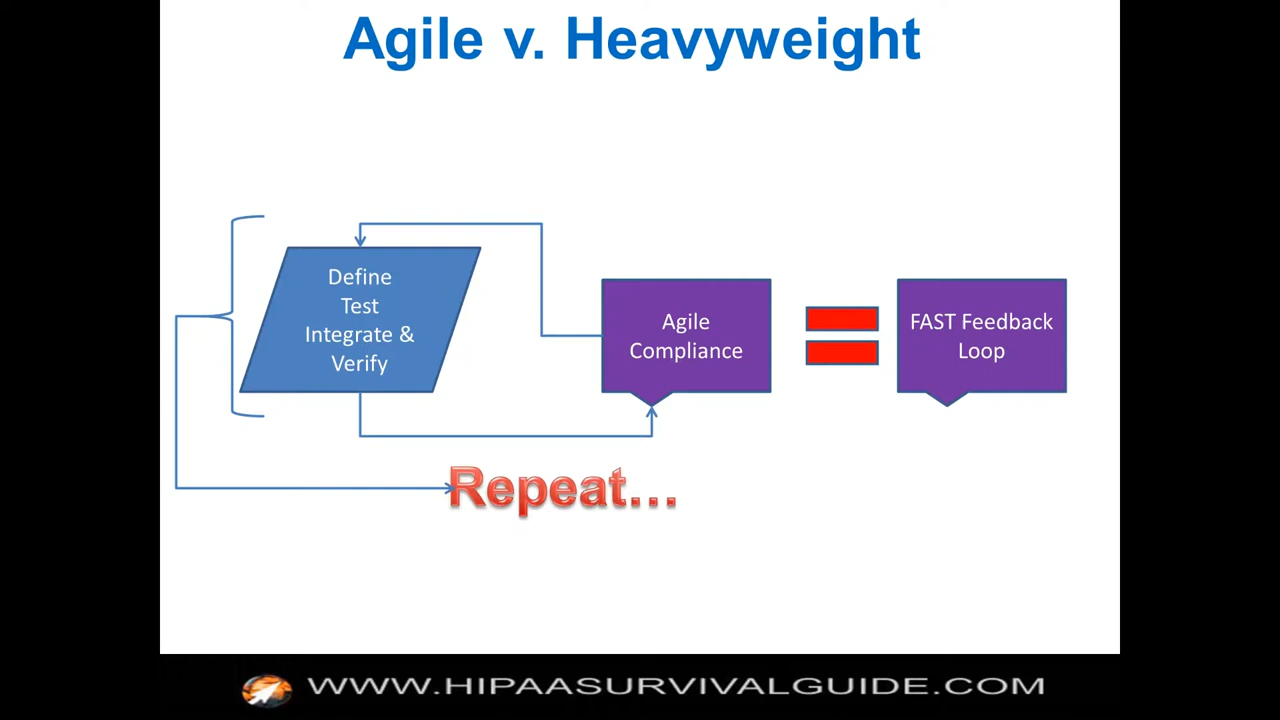 Agile v. Heavyweight
Define
Test
Integrate &
Verify
Agile
Compliance
FAST Feedback
Loop
Repeat...
WWW.HIPAASURVIVALGUIDE.COM